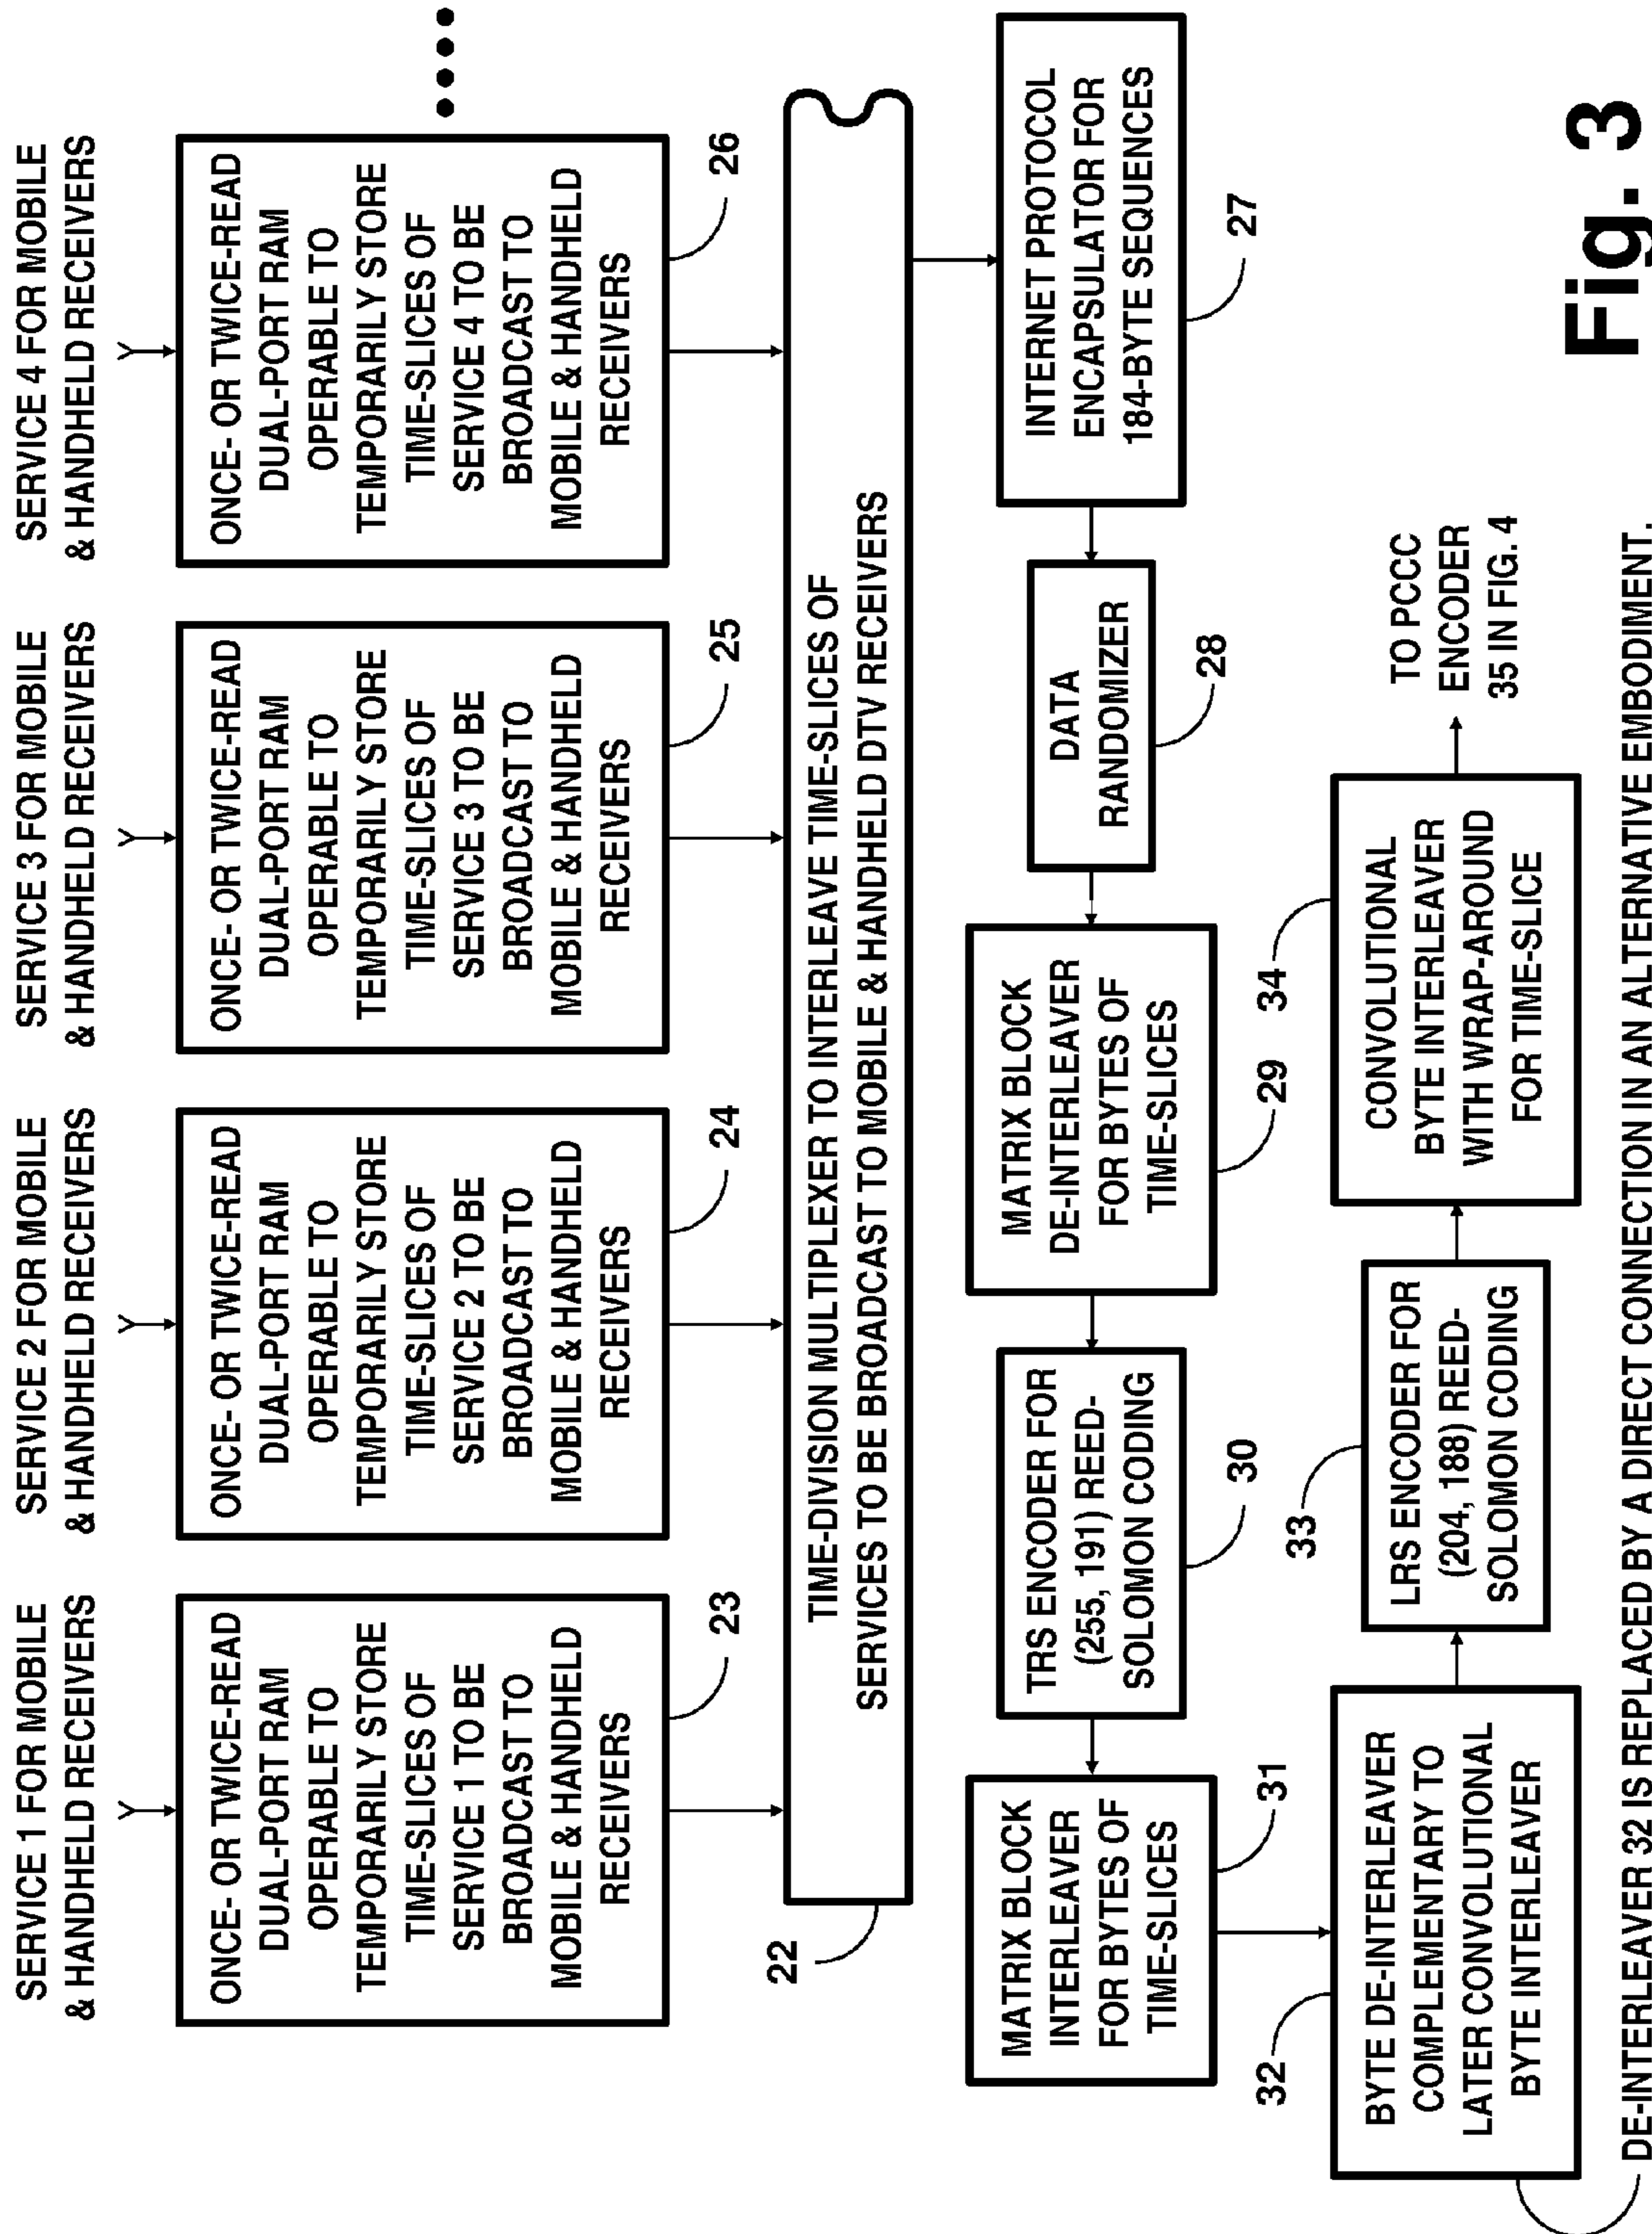 SERVICE 1 FOR MOBILE
& HANDHELD RECEIVERS
SERVICE 2 FOR MOBILE
& HANDHELD RECEIVERS
SERVICE 3 FOR MOBILE
& HANDHELD RECEIVERS
SERVICE 4 FOR MOBILE
& HANDHELD RECEIVERS
ONCE- OR TWICE-READ
DUAL-PORT RAM
OPERABLE TO
TEMPORARILY STORE
TIME-SLICES OF
SERVICE 1 TO BE
BROADCAST TO
MOBILE & HANDHELD
RECEIVERS
23
ONCE- OR TWICE-READ
DUAL-PORT RAM
OPERABLE TO
TEMPORARILY STORE
TIME-SLICES OF
SERVICE 2 TO BE
BROADCAST TO
MOBILE & HANDHELD
RECEIVERS
24
ONCE- OR TWICE-READ
DUAL-PORT RAM
OPERABLE TO
TEMPORARILY STORE
TIME-SLICES OF
SERVICE 3 TO BE
BROADCAST TO
MOBILE & HANDHELD
RECEIVERS
25
ONCE- OR TWICE-READ
DUAL-PORT RAM
OPERABLE TO
TEMPORARILY STORE
TIME-SLICES OF
SERVICE 4 TO BE
BROADCAST TO
MOBILE & HANDHELD
RECEIVERS
26
22
TIME-DIVISION MULTIPLEXER TO INTERLEAVE TIME-SLICES OF
SERVICES TO BE BROADCAST TO MOBILE & HANDHELD DTV RECEIVERS
INTERNET PROTOCOL
ENCAPSULATOR FOR
184-BYTE SEQUENCES
27
DATA
RANDOMIZER
28
MATRIX BLOCK
DE-INTERLEAVER
FOR BYTES OF
TIME-SLICES
29
TRS ENCODER FOR
(255, 191) REED-
SOLOMON CODING
30
MATRIX BLOCK
INTERLEAVER
FOR BYTES OF
TIME-SLICES
31
32
BYTE DE-INTERLEAVER
COMPLEMENTARY TO
LATER CONVOLUTIONAL
BYTE INTERLEAVER
33
LRS ENCODER FOR
(204, 188) REED-
SOLOMON CODING
34
CONVOLUTIONAL
BYTE INTERLEAVER
WITH WRAP-AROUND
FOR TIME-SLICE
TO PCCC
ENCODER
35 IN FIG. 4
DE-INTERLEAVER 32 IS REPLACED BY A DIRECT CONNECTION IN AN ALTERNATIVE EMBODIMENT.
Fig. 3